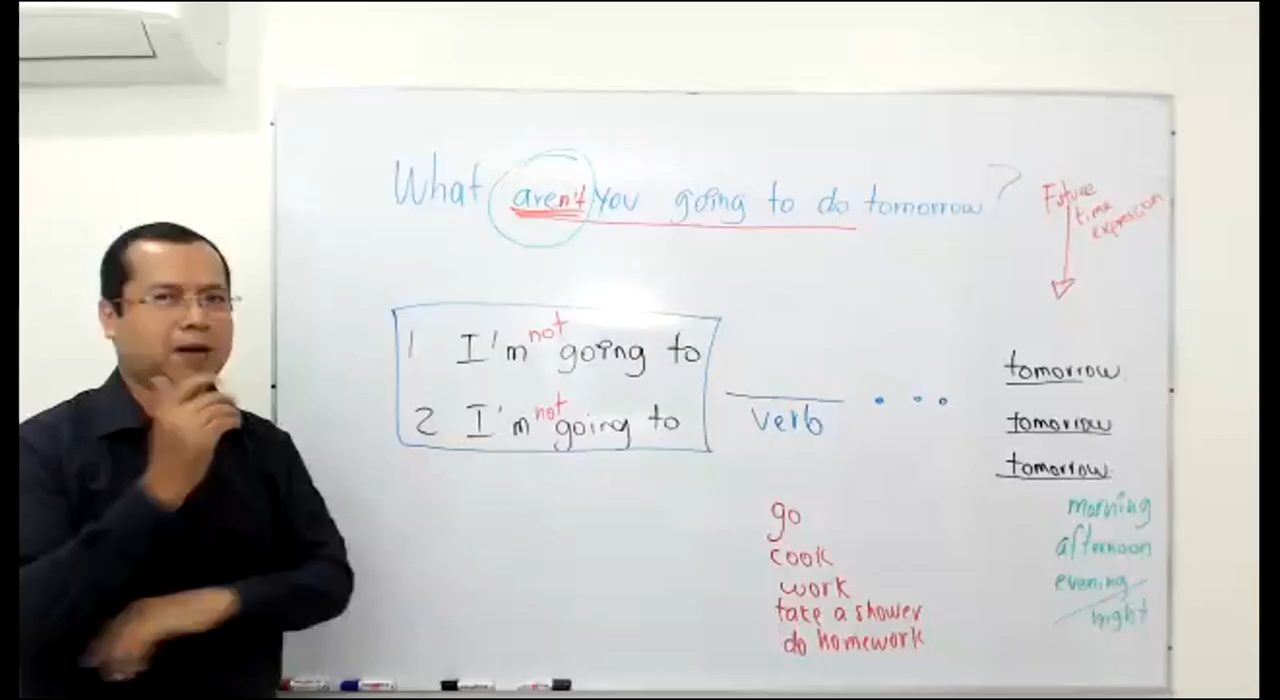 What aren't you going to do tomorrow?
Future
time
expression
1 I'm not going to
2 I'm not going to
verb ...
tomorrow
tomorrow
tomorrow
go
cook
work
take a shower
do homework
morning
afternoon
evening
night